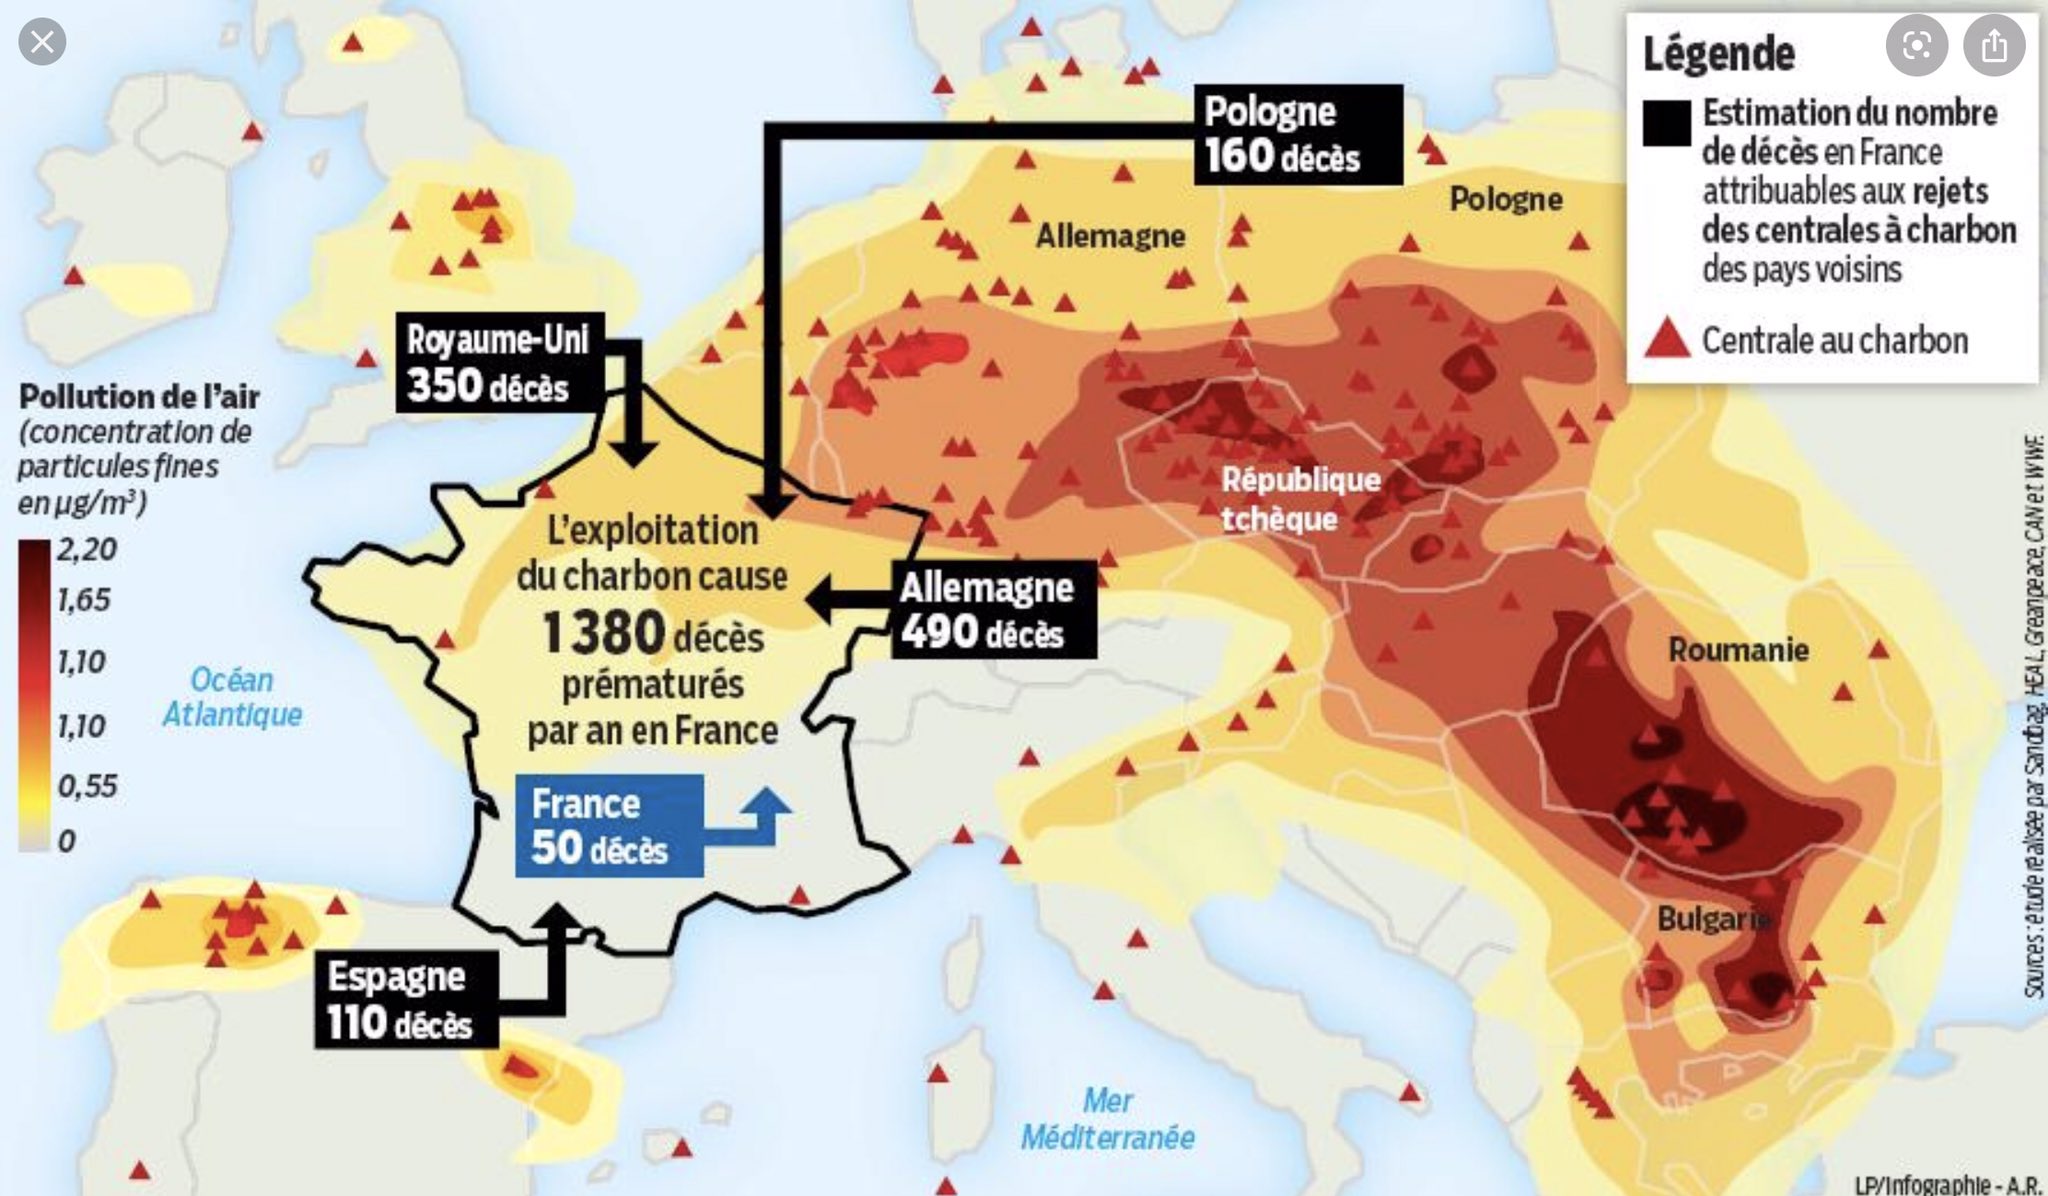 Légende
Estimation du nombre
de décès en France
attribuables aux rejets
des centrales à charbon
des pays voisins
Centrale au charbon
Pologne
160 décès
Pologne
Allemagne
Royaume-Uni
350 décès
Pollution de l'air
(concentration de
particules fines
en µg/m³)
2,20
1,65
1,10
1,10
0,55
0
République
tchèque
L'exploitation
du charbon cause
1 380 décès
prématurés
par an en France
Allemagne
490 décès
Roumanie
Océan
Atlantique
France
50 décès
Bulgarie
Espagne
110 décès
Mer
Méditerranée
Sources : étude réalisée par Sandbag, HEAL, Greenpeace, CAN et WWF.
LP/Infographie - A.R.